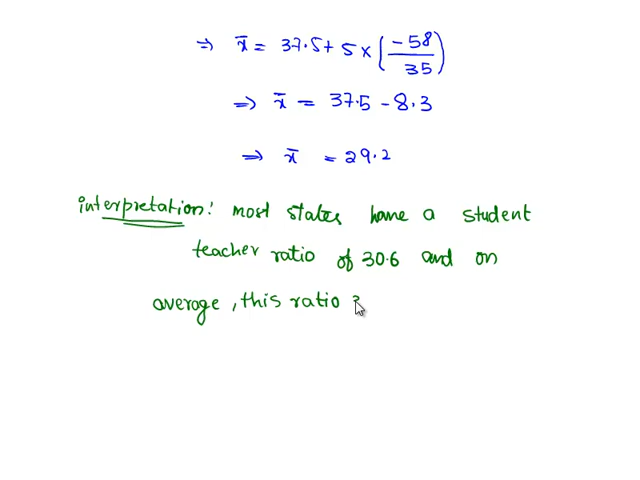 ⇒ x̄ = 37.5 + 5 × (-58/35)
⇒ x̄ = 37.5 - 8.3
⇒ x̄ = 29.2
interpretation: most states have a student
teacher ratio of 30.6 and on
average, this ratio